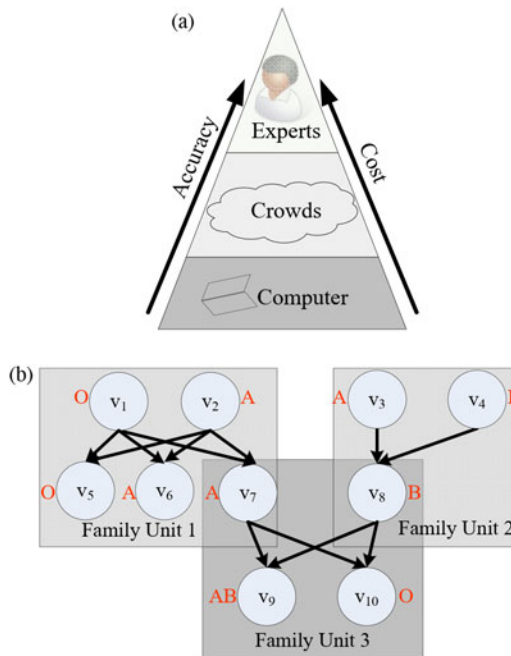 (a)
Accuracy
Cost
Experts
Crowds
Computer
(b)
O v1 v2 A
A v3 v4
O v5 A v6 A v7 v8 B
Family Unit 1
Family Unit 2
AB v9 v10 O
Family Unit 3